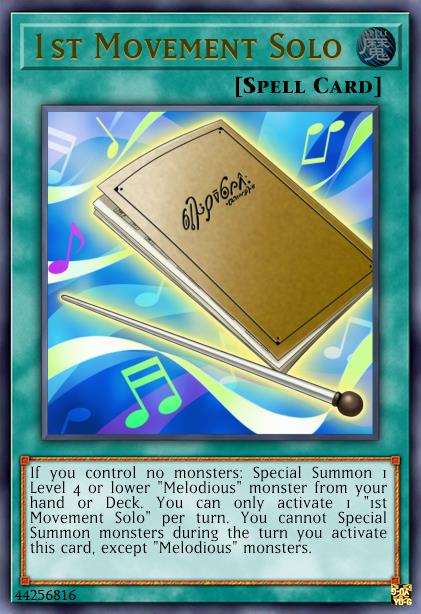 1st Movement Solo
[Spell Card]
If you control no monsters: Special Summon 1
Level 4 or lower "Melodious" monster from your
hand or Deck. You can only activate 1 "1st
Movement Solo" per turn. You cannot Special
Summon monsters during the turn you activate
this card, except "Melodious" monsters.
44256816